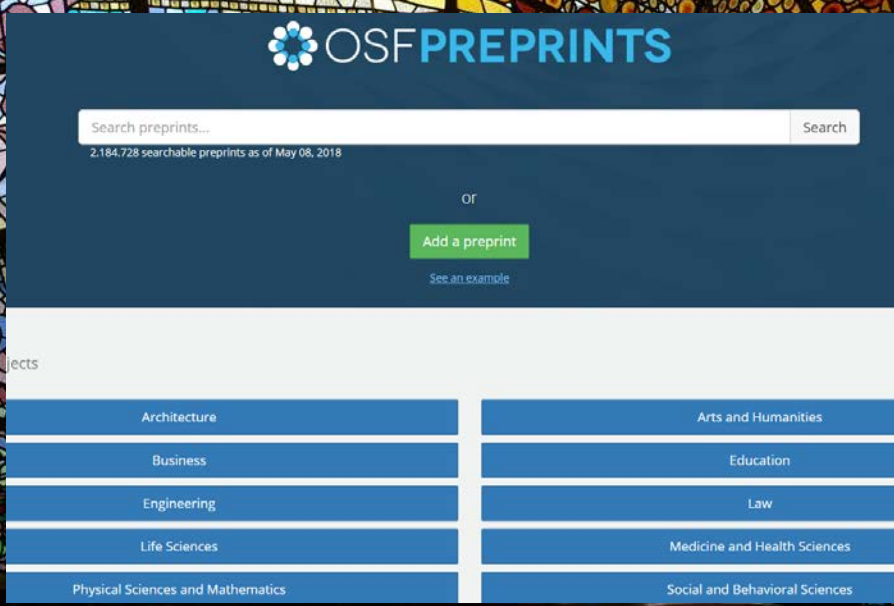 OSFPREPRINTS
Search preprints... Search
2.184.728 searchable preprints as of May 08, 2018
or
Add a preprint
See an example
jects
Architecture Arts and Humanities
Business Education
Engineering Law
Life Sciences Medicine and Health Sciences
Physical Sciences and Mathematics Social and Behavioral Sciences